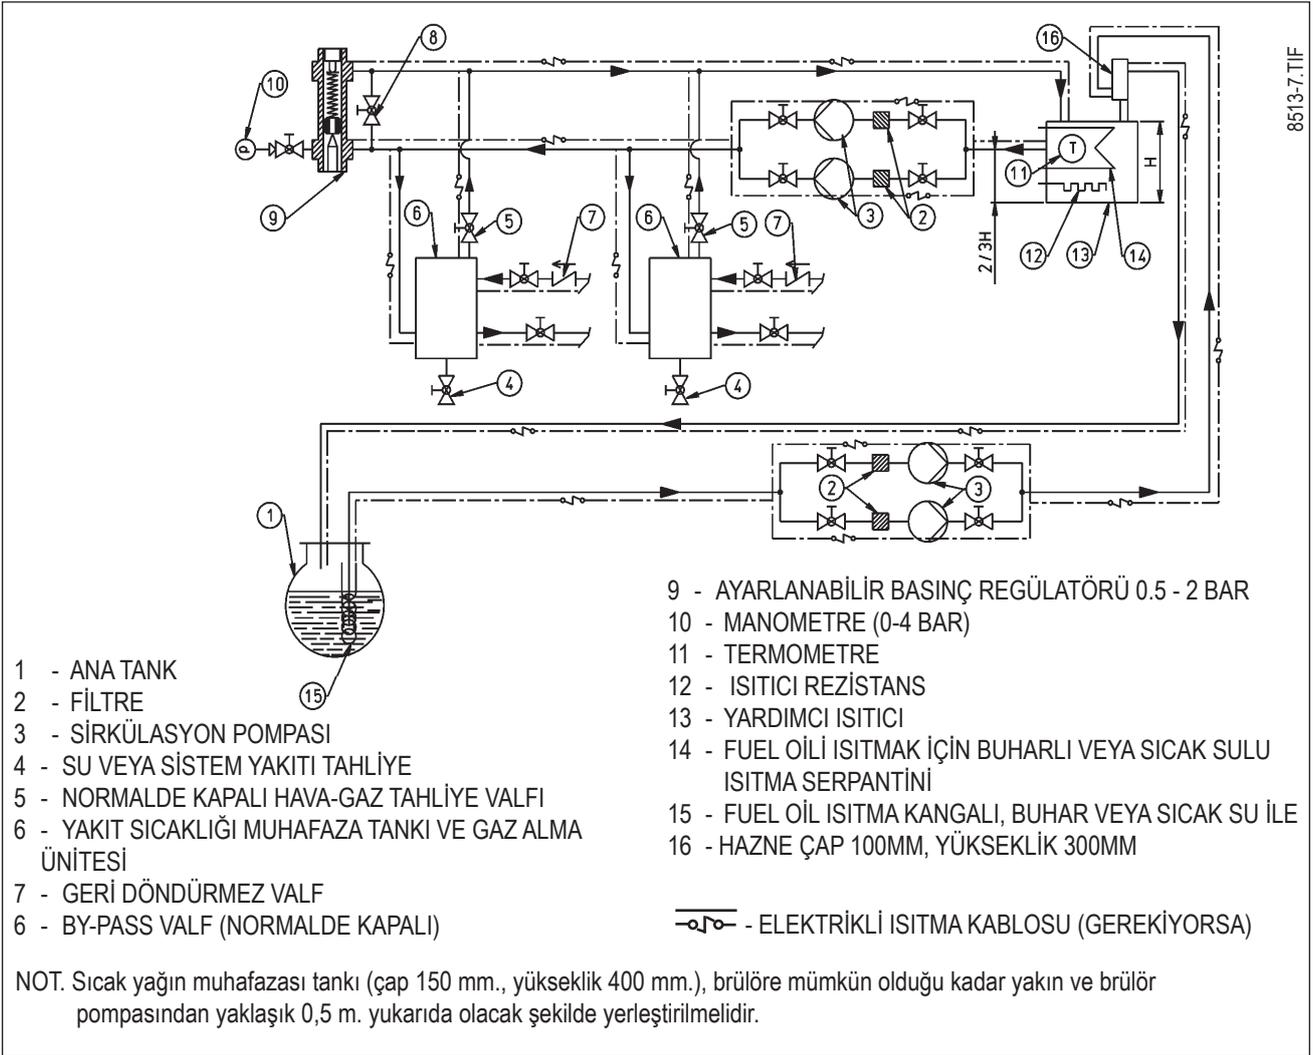 8513-7.TIF
8
16
10
P
T
11
H
9
6
5
7
6
5
7
3
2
2 / 3H
12
13
14
4
4
2
3
1
15
1 - ANA TANK
2 - FİLTRE
3 - SİRKÜLASYON POMPASI
4 - SU VEYA SİSTEM YAKITI TAHLİYE
5 - NORMALDE KAPALI HAVA-GAZ TAHLİYE VALFI
6 - YAKIT SICAKLIĞI MUHAFAZA TANKI VE GAZ ALMA
ÜNİTESİ
7 - GERİ DÖNDÜRMEZ VALF
6 - BY-PASS VALF (NORMALDE KAPALI)
9 - AYARLANABİLİR BASINÇ REGÜLATÖRÜ 0.5 - 2 BAR
10 - MANOMETRE (0-4 BAR)
11 - TERMOMETRE
12 - ISITICI REZİSTANS
13 - YARDIMCI ISITICI
14 - FUEL OİLİ ISITMAK İÇİN BUHARLI VEYA SICAK SULU
ISITMA SERPANTİNİ
15 - FUEL OİL ISITMA KANGALI, BUHAR VEYA SICAK SU İLE
16 - HAZNE ÇAP 100MM, YÜKSEKLİK 300MM
- ELEKTRİKLİ ISITMA KABLOSU (GEREKİYORSA)
NOT. Sıcak yağın muhafazası tankı (çap 150 mm., yükseklik 400 mm.), brülöre mümkün olduğu kadar yakın ve brülör
pompasından yaklaşık 0,5 m. yukarıda olacak şekilde yerleştirilmelidir.